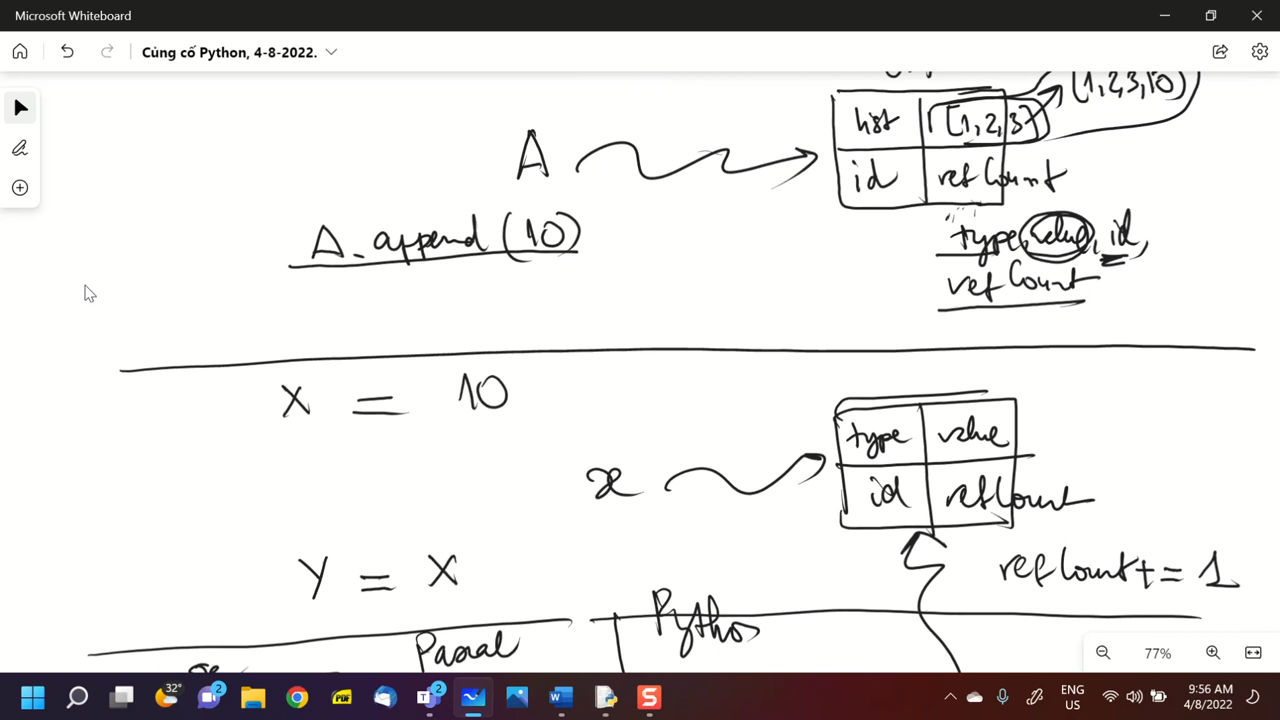 Microsoft Whiteboard
Củng cố Python, 4-8-2022.
(1,2,3,10)
list [1,2,3]
A
id refCount
A.append(10)
type, value, id,
refCount
X = 10
type value
x
id refCount
Y = X
refCount += 1
Python
Pascal
77%
32°
2
2
ENG
US
9:56 AM
4/8/2022